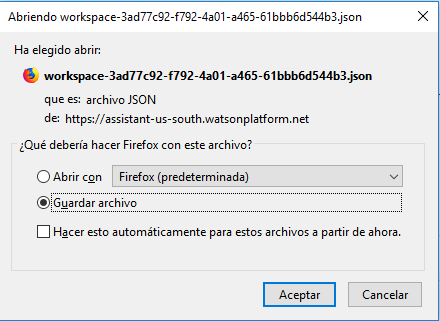 Abriendo workspace-3ad77c92-f792-4a01-a465-61bbb6d544b3.json
Ha elegido abrir:
workspace-3ad77c92-f792-4a01-a465-61bbb6d544b3.json
que es: archivo JSON
de: https://assistant-us-south.watsonplatform.net
¿Qué debería hacer Firefox con este archivo?
Abrir con Firefox (predeterminada)
Guardar archivo
Hacer esto automáticamente para estos archivos a partir de ahora.
Aceptar Cancelar